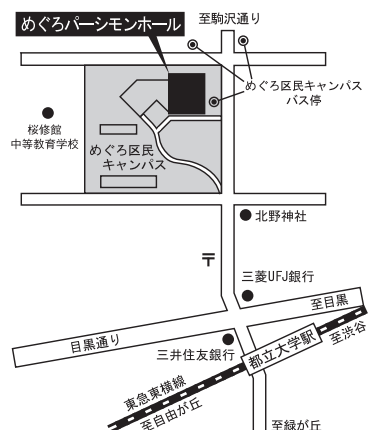 めぐろパーシモンホール
至駒沢通り
めぐろ区民キャンパス
バス停
桜修館
中等教育学校
めぐろ区民
キャンパス
北野神社
〒
三菱UFJ銀行
至目黒
目黒通り
三井住友銀行
都立大学駅
至渋谷
東急東横線
至自由が丘
至緑が丘